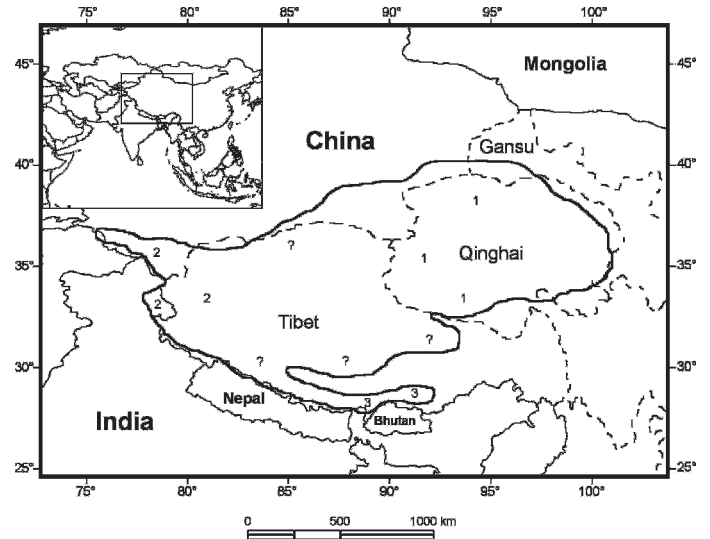 75° 80° 85° 90° 95° 100°
45° 45°
Mongolia
China
Gansu
40° 40°
1
?
2 1 Qinghai
35° 35°
2 2 1
Tibet
?
30° ? ? 30°
Nepal 3 3
India Bhutan
25° 25°
75° 80° 85° 90° 95° 100°
0 500 1000 km